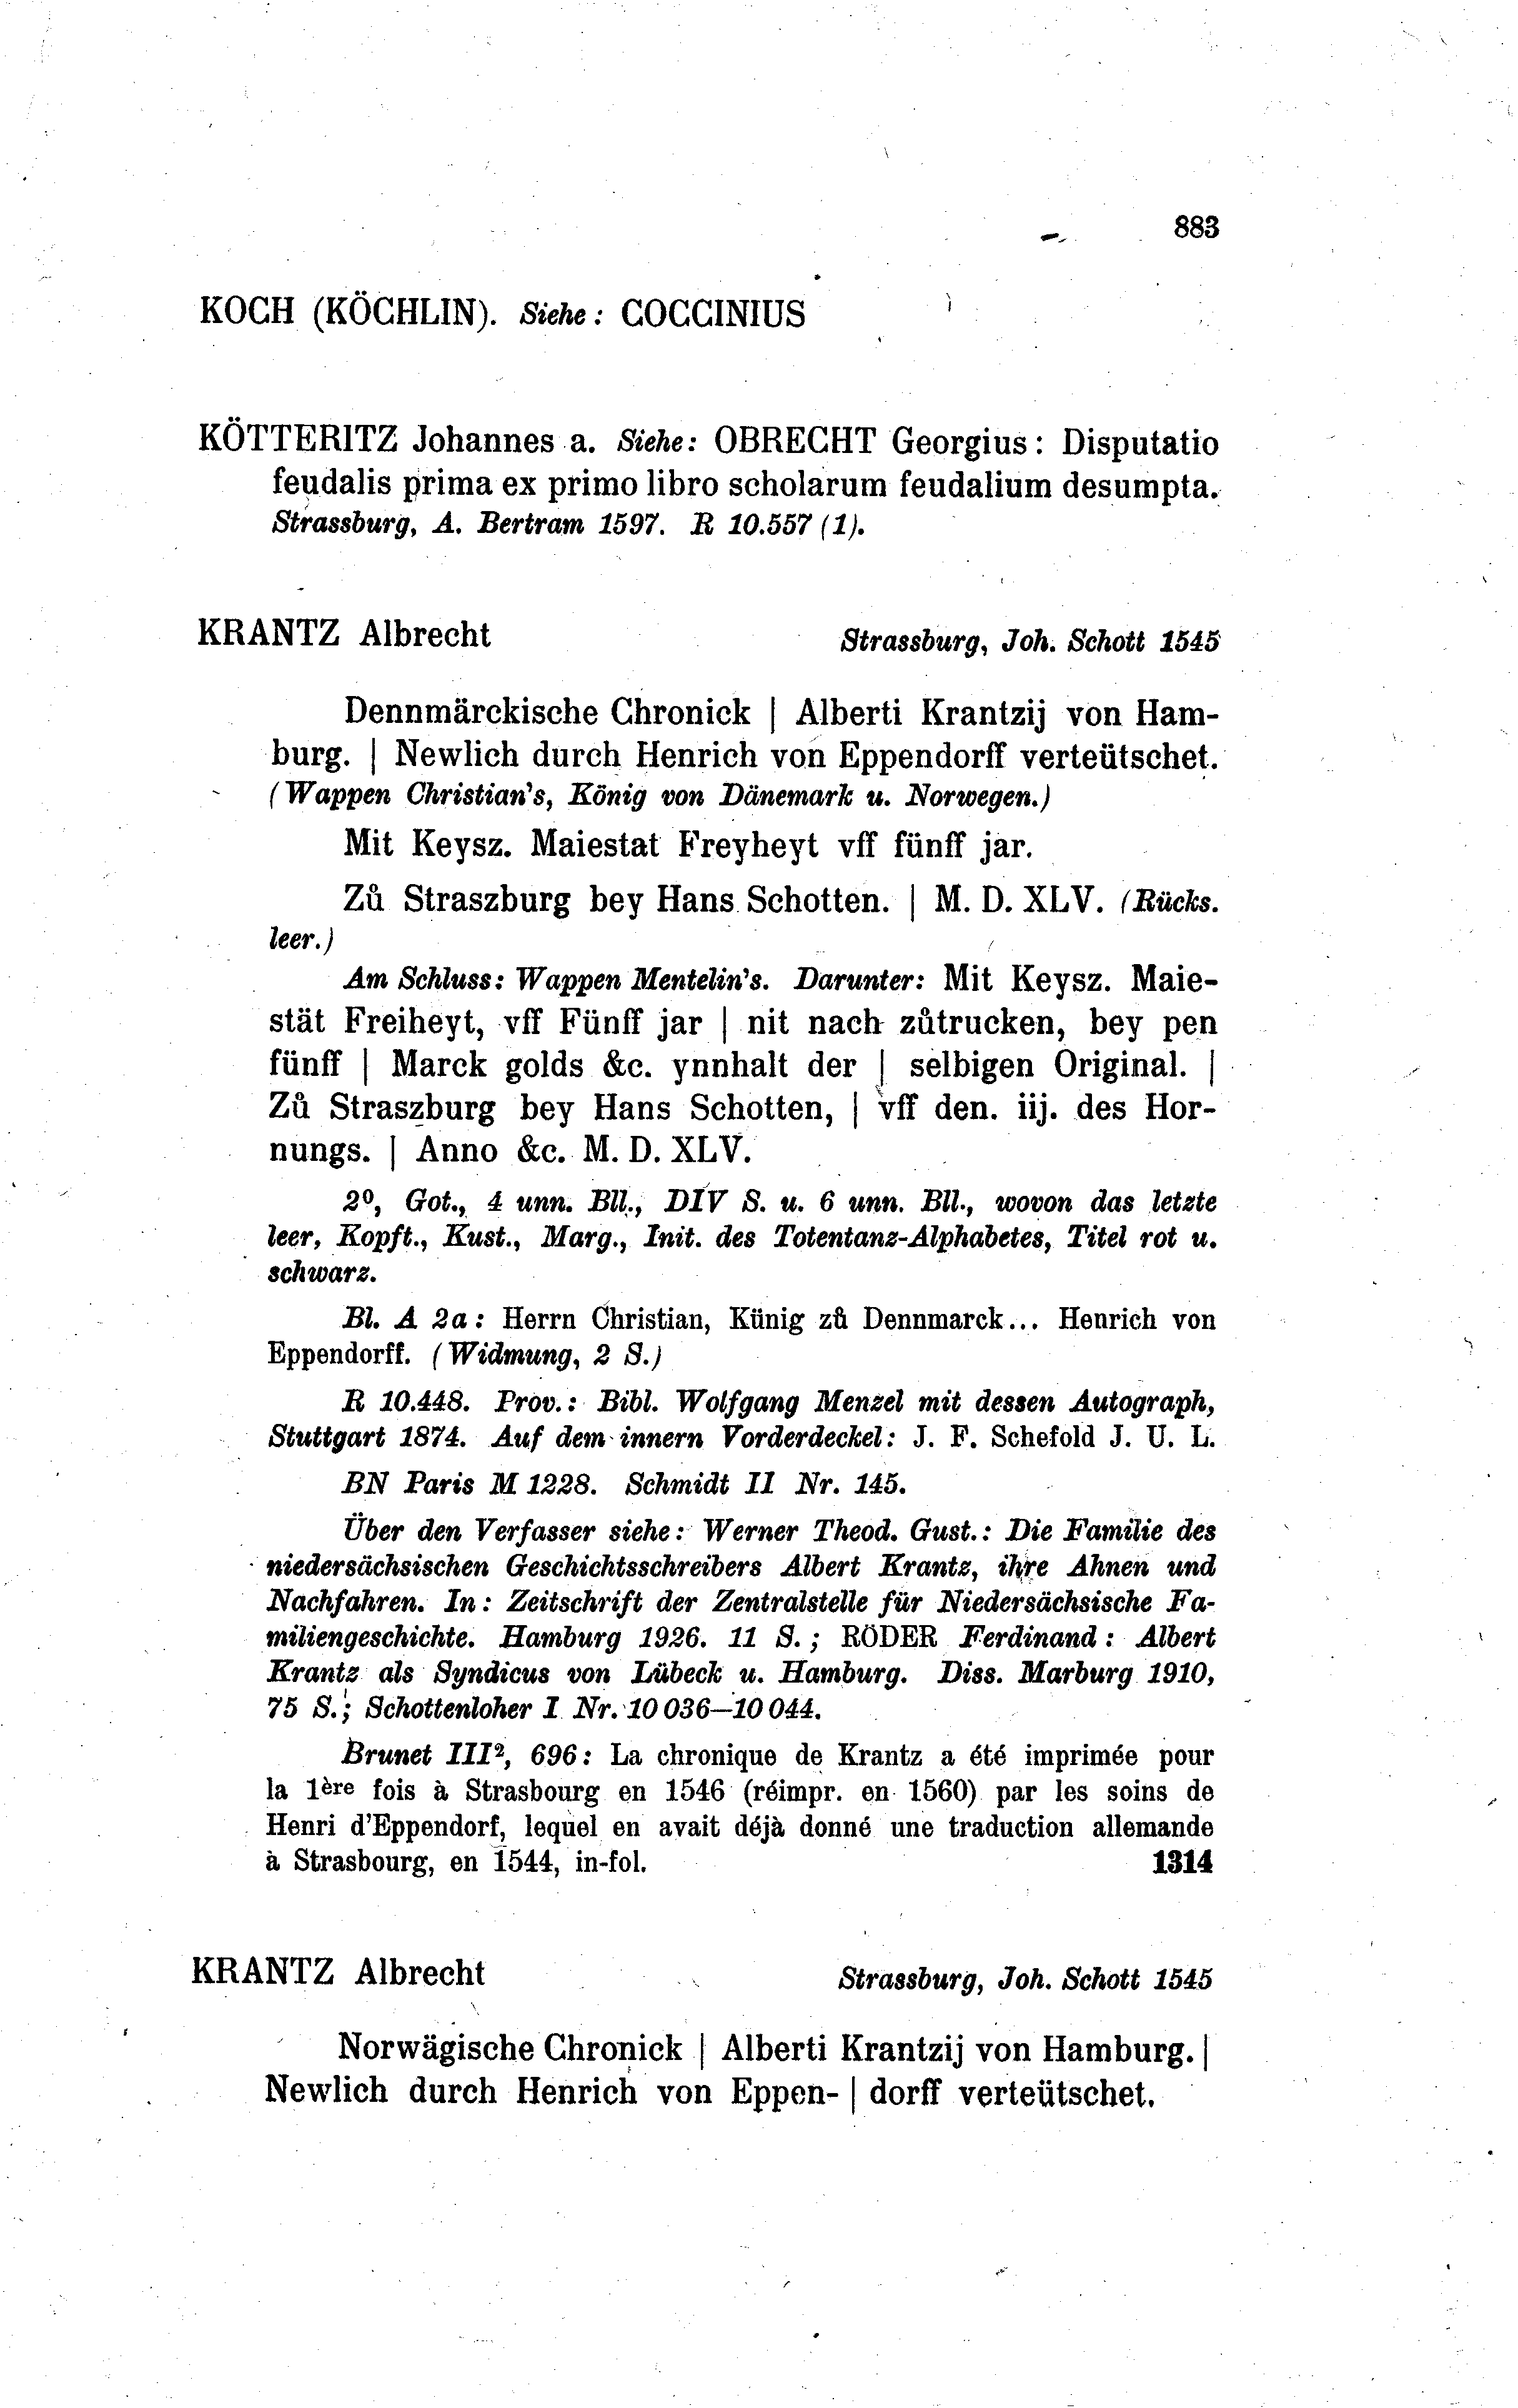 883
KOCH (KÖCHLIN). Siehe: COCCINIUS
KÖTTERITZ Johannes a. Siehe: OBRECHT Georgius: Disputatio
feudalis prima ex primo libro scholarum feudalium desumpta.
Strassburg, A. Bertram 1597. R 10.557 (1).
KRANTZ Albrecht Strassburg, Joh. Schott 1545
Dennmärckische Chronick | Alberti Krantzij von Ham-
burg. | Newlich durch Henrich von Eppendorff verteütschet.
(Wappen Christian's, König von Dänemark u. Norwegen.)
Mit Keysz. Maiestat Freyheyt vff fünff jar.
Zů Straszburg bey Hans Schotten. | M. D. XLV. (Rücks.
leer.)
Am Schluss: Wappen Mentelin's. Darunter: Mit Keysz. Maie-
stät Freiheyt, vff Fünff jar | nit nach zůtrucken, bey pen
fünff | Marck golds &c. ynnhalt der | selbigen Original. |
Zů Straszburg bey Hans Schotten, | vff den. iij. des Hor-
nungs. | Anno &c. M. D. XLV.
2⁰, Got., 4 unn. Bll., DIV S. u. 6 unn. Bll., wovon das letzte
leer, Kopft., Kust., Marg., Init. des Totentanz-Alphabetes, Titel rot u.
schwarz.
Bl. A 2a: Herrn Christian, Künig zů Dennmarck... Henrich von
Eppendorff. (Widmung, 2 S.)
R 10.448. Prov.: Bibl. Wolfgang Menzel mit dessen Autograph,
Stuttgart 1874. Auf dem innern Vorderdeckel: J. F. Schefold J. U. L.
BN Paris M 1228. Schmidt II Nr. 145.
Über den Verfasser siehe: Werner Theod. Gust.: Die Familie des
niedersächsischen Geschichtsschreibers Albert Krantz, ihre Ahnen und
Nachfahren. In: Zeitschrift der Zentralstelle für Niedersächsische Fa-
miliengeschichte. Hamburg 1926. 11 S.; RÖDER Ferdinand: Albert
Krantz als Syndicus von Lübeck u. Hamburg. Diss. Marburg 1910,
75 S.; Schottenloher I Nr. 10 036—10 044.
Brunet III², 696: La chronique de Krantz a été imprimée pour
la 1ère fois à Strasbourg en 1546 (réimpr. en 1560) par les soins de
Henri d'Eppendorf, lequel en avait déjà donné une traduction allemande
à Strasbourg, en 1544, in-fol. 1314
KRANTZ Albrecht Strassburg, Joh. Schott 1545
Norwägische Chronick | Alberti Krantzij von Hamburg. |
Newlich durch Henrich von Eppen- | dorff verteütschet.